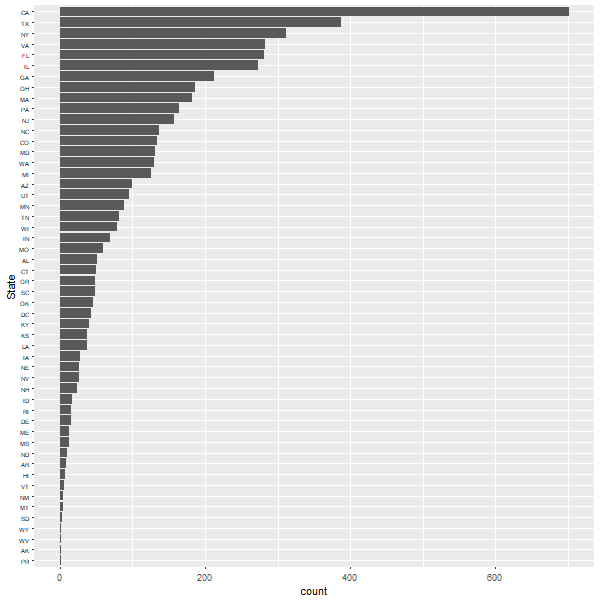 CA
TX
NY
VA
FL
IL
GA
OH
MA
PA
NJ
NC
CO
MD
WA
MI
AZ
UT
MN
TN
WI
IN
MO
AL
CT
OR
SC
OK
DC
KY
KS
LA
IA
NE
NV
NH
ID
RI
DE
ME
MS
ND
AR
HI
VT
NM
MT
SD
WY
WV
AK
PR
State
0 200 400 600
count